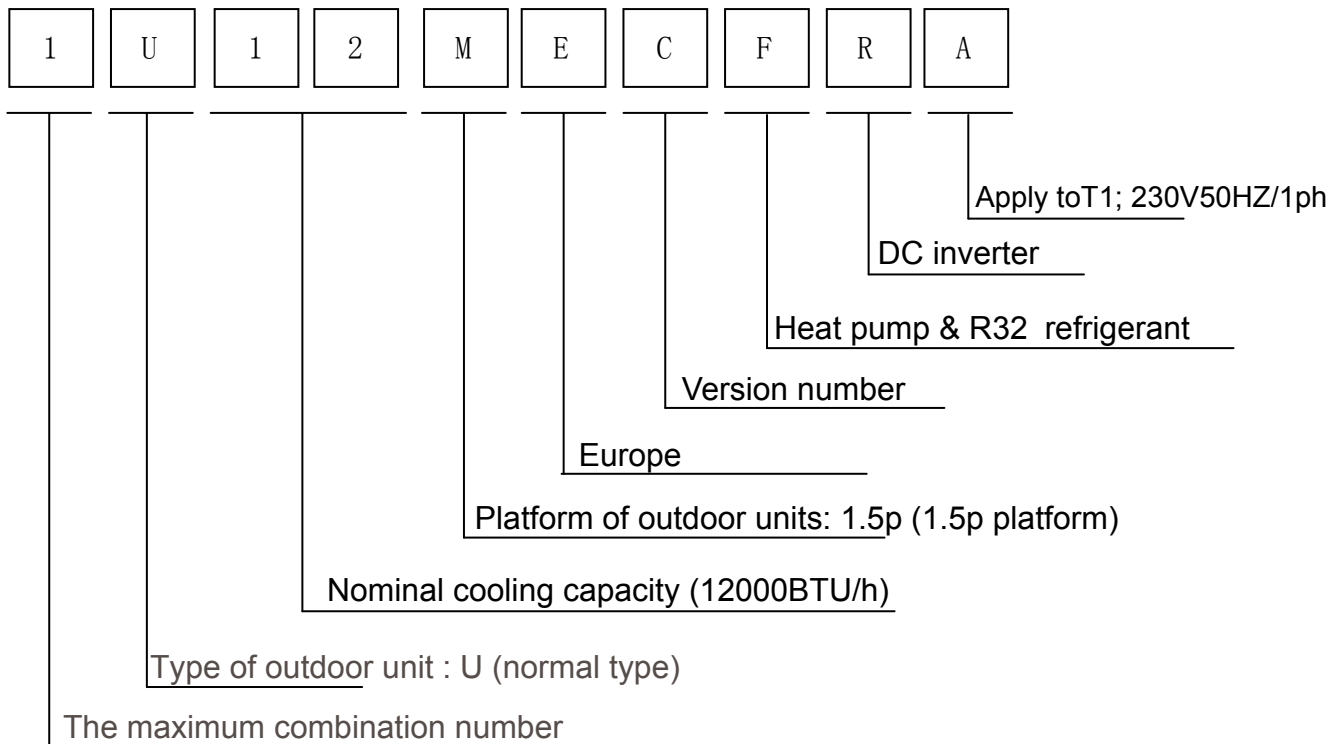 1 U 1 2 M E C F R A
Apply toT1; 230V50HZ/1ph
DC inverter
Heat pump & R32 refrigerant
Version number
Europe
Platform of outdoor units: 1.5p (1.5p platform)
Nominal cooling capacity (12000BTU/h)
Type of outdoor unit : U (normal type)
The maximum combination number